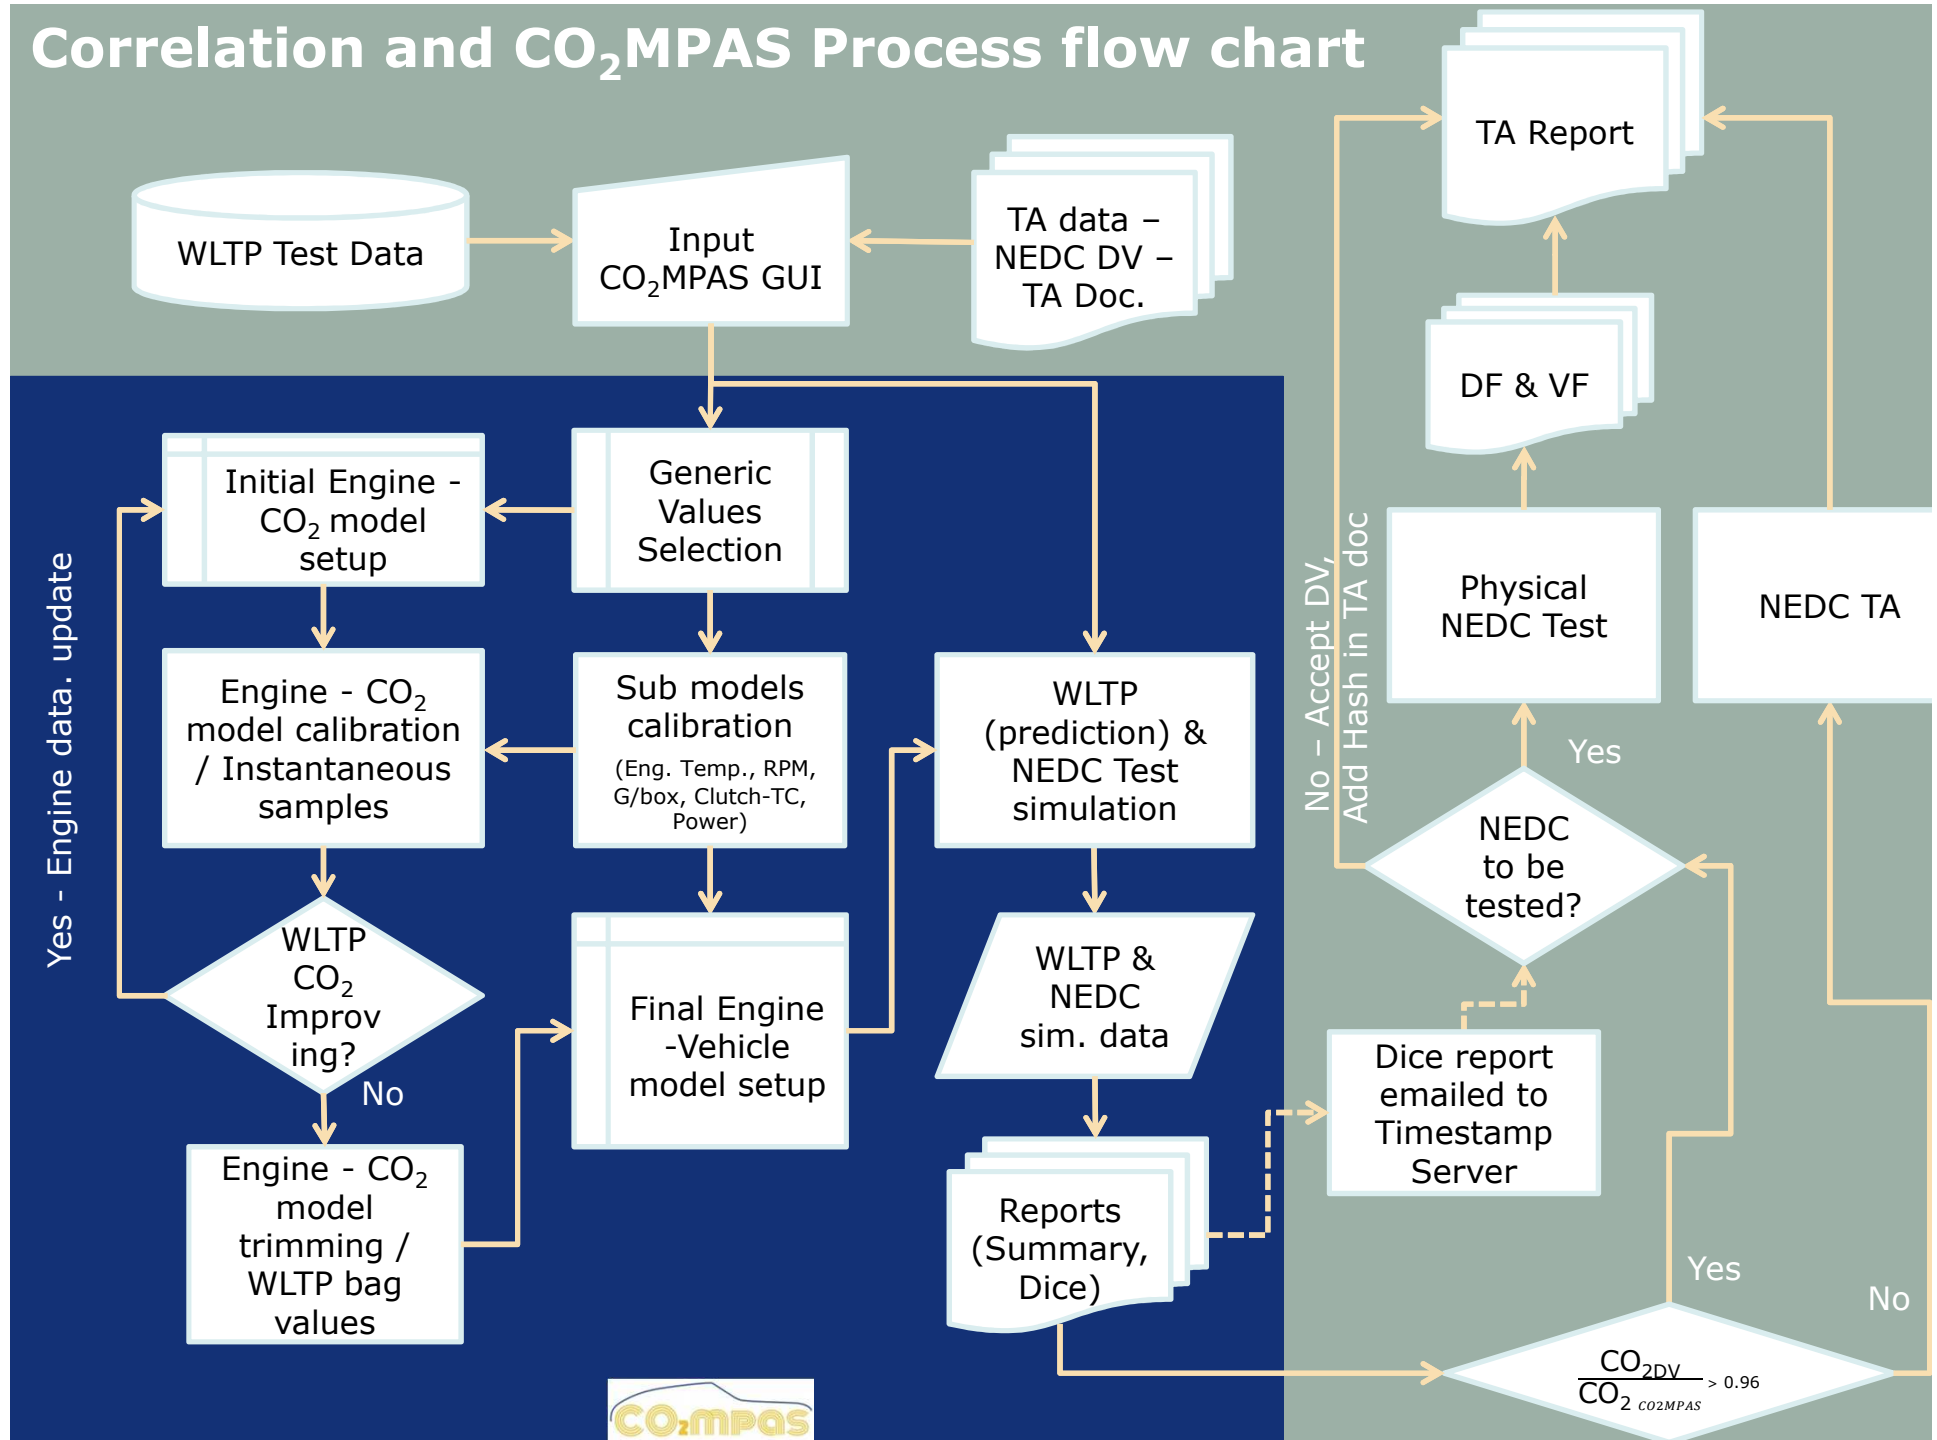 Correlation and CO₂MPAS Process flow chart
TA Report
WLTP Test Data
Input
CO₂MPAS GUI
TA data –
NEDC DV –
TA Doc.
DF & VF
Initial Engine -
CO₂ model
setup
Generic
Values
Selection
Physical
NEDC Test
NEDC TA
Yes - Engine data. update
No – Accept DV,
Add Hash in TA doc
Engine - CO₂
model calibration
/ Instantaneous
samples
Sub models
calibration
(Eng. Temp., RPM,
G/box, Clutch-TC,
Power)
WLTP
(prediction) &
NEDC Test
simulation
Yes
NEDC
to be
tested?
WLTP
CO₂
Improv
ing?
No
Final Engine
-Vehicle
model setup
WLTP &
NEDC
sim. data
Dice report
emailed to
Timestamp
Server
Engine - CO₂
model
trimming /
WLTP bag
values
Reports
(Summary,
Dice)
Yes
No
CO₂DV
CO₂ CO2MPAS > 0.96
CO₂MPAS